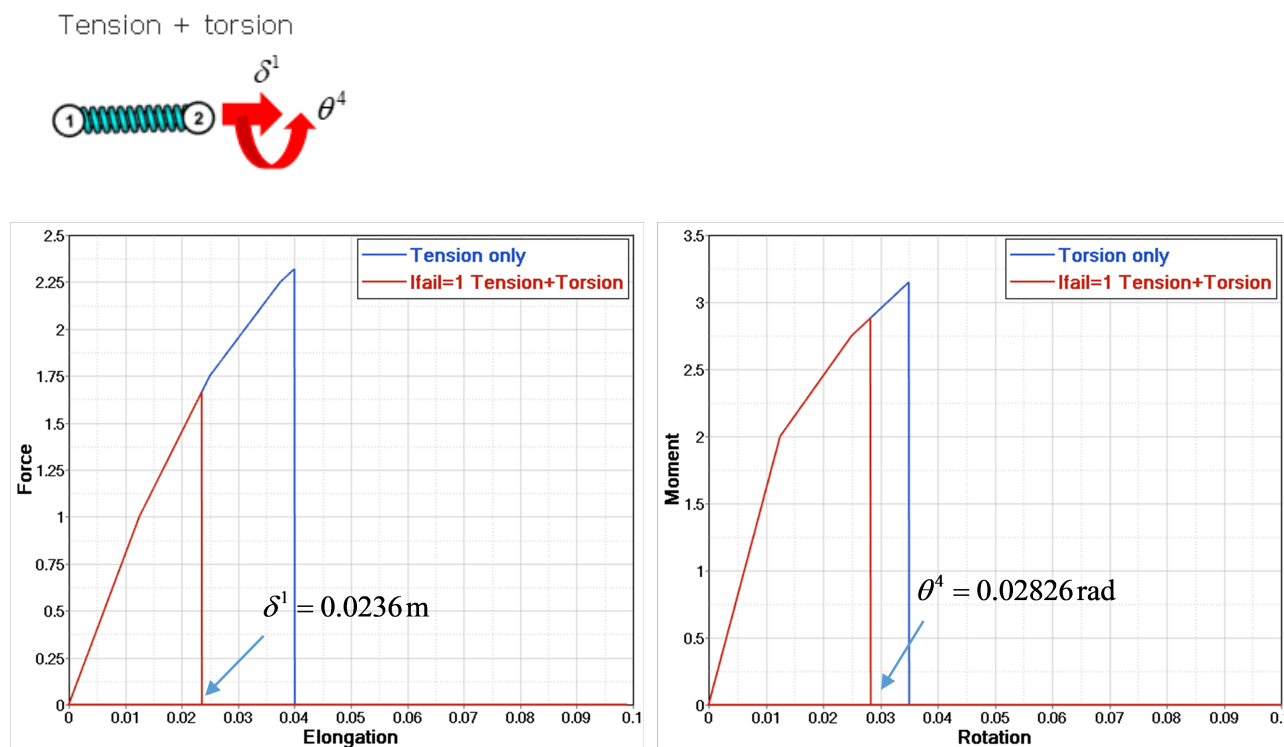 Tension + torsion
δ¹
θ⁴
1
2
2.5
2.25
2
1.75
1.5
1.25
1
0.75
0.5
0.25
0
Force
Tension only
Ifail=1 Tension+Torsion
δ¹ = 0.0236 m
0 0.01 0.02 0.03 0.04 0.05 0.06 0.07 0.08 0.09 0.1
Elongation
3.5
3
2.5
2
1.5
1
0.5
0
Moment
Torsion only
Ifail=1 Tension+Torsion
θ⁴ = 0.02826 rad
0 0.01 0.02 0.03 0.04 0.05 0.06 0.07 0.08 0.09 0.
Rotation